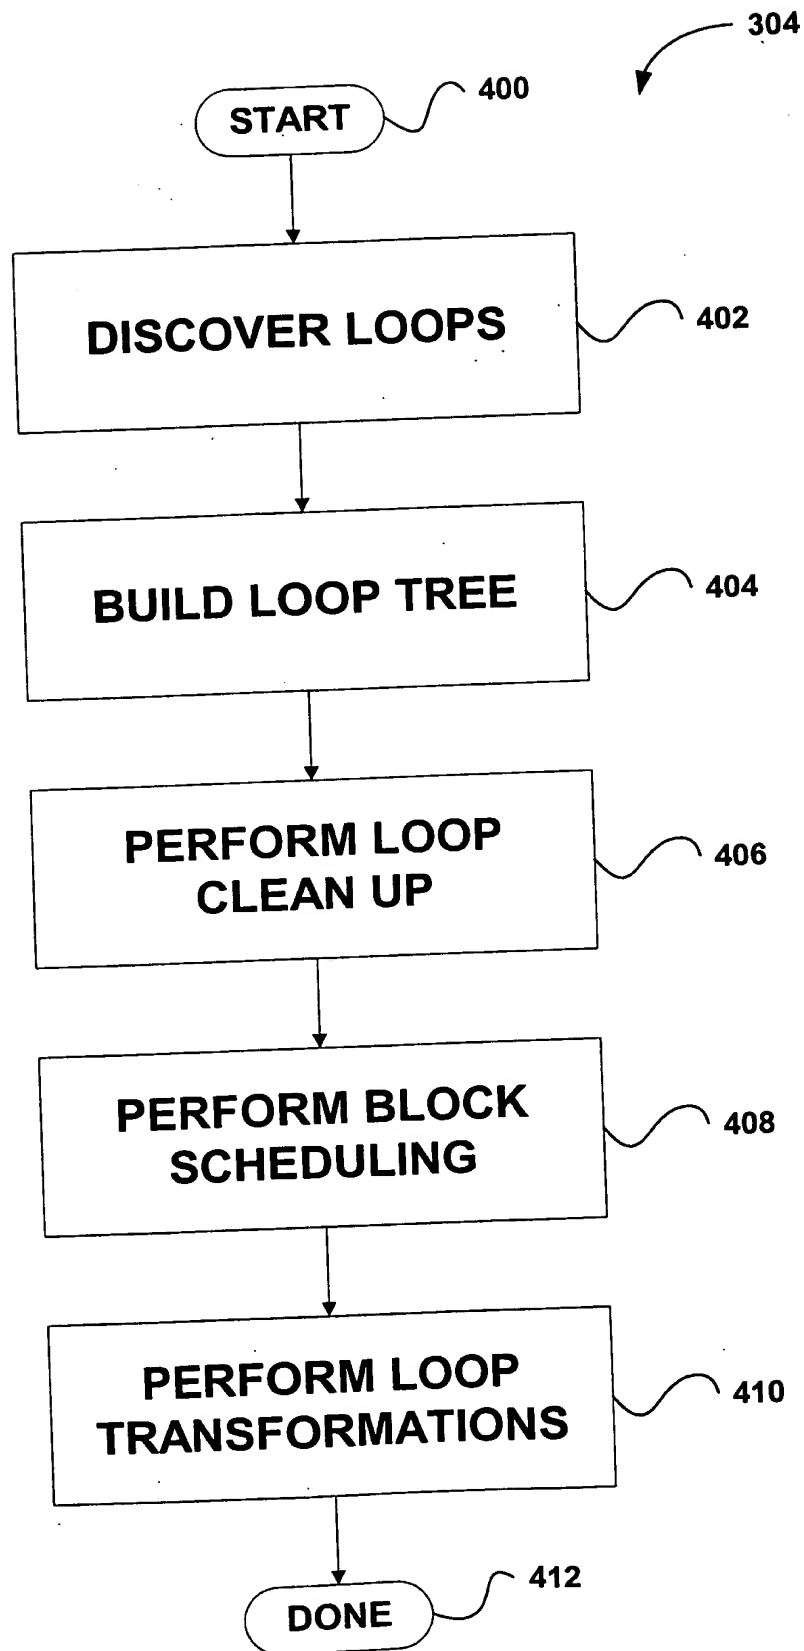 304
START
400
DISCOVER LOOPS
402
BUILD LOOP TREE
404
PERFORM LOOP
CLEAN UP
406
PERFORM BLOCK
SCHEDULING
408
PERFORM LOOP
TRANSFORMATIONS
410
DONE
412